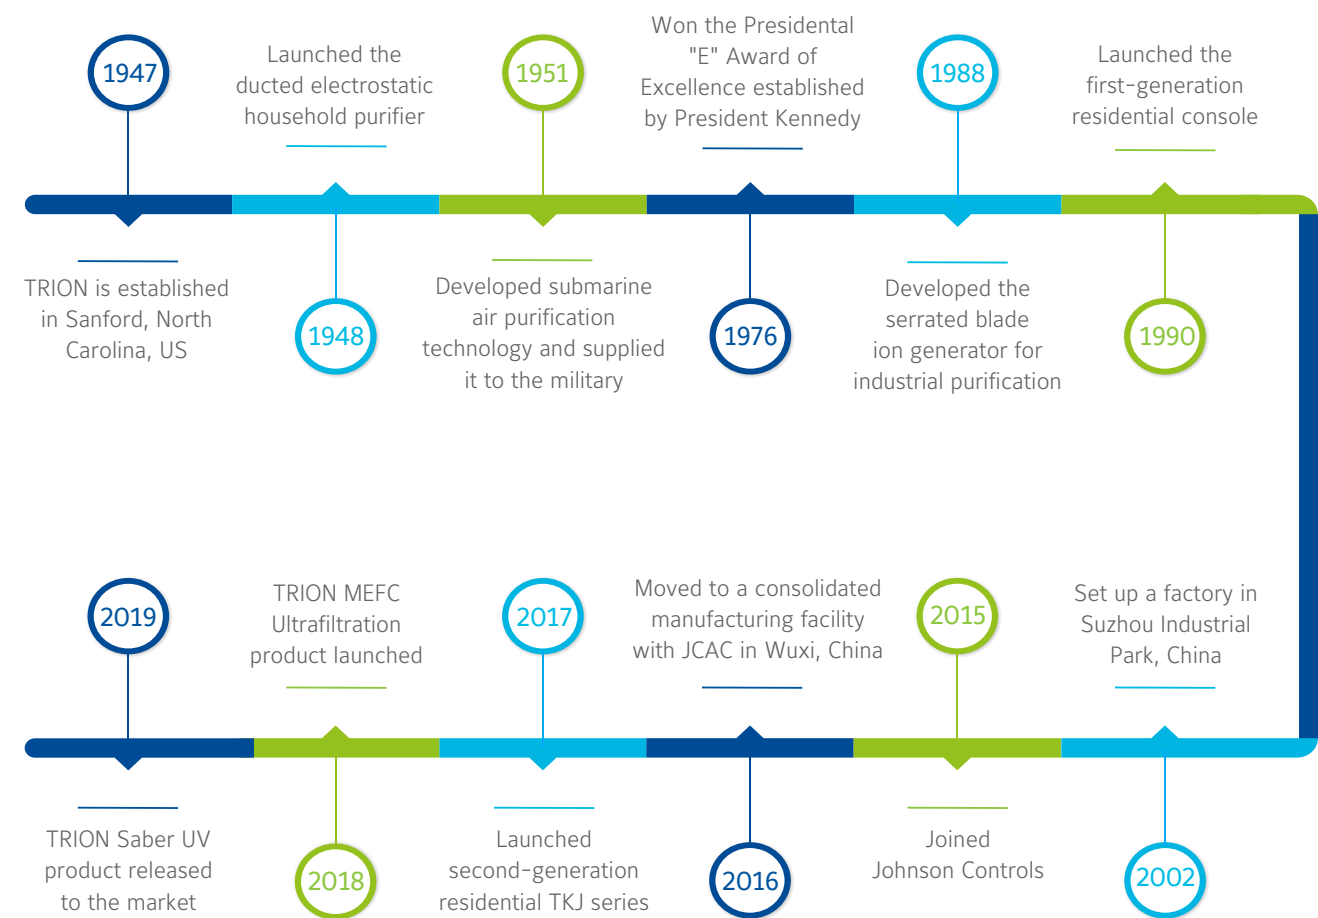 1947
TRION is established
in Sanford, North
Carolina, US
Launched the
ducted electrostatic
household purifier
1948
1951
Developed submarine
air purification
technology and supplied
it to the military
Won the Presidental
"E" Award of
Excellence established
by President Kennedy
1976
1988
Developed the
serrated blade
ion generator for
industrial purification
Launched the
first-generation
residential console
1990
Set up a factory in
Suzhou Industrial
Park, China
2002
2015
Joined
Johnson Controls
Moved to a consolidated
manufacturing facility
with JCAC in Wuxi, China
2016
2017
Launched
second-generation
residential TKJ series
TRION MEFC
Ultrafiltration
product launched
2018
2019
TRION Saber UV
product released
to the market